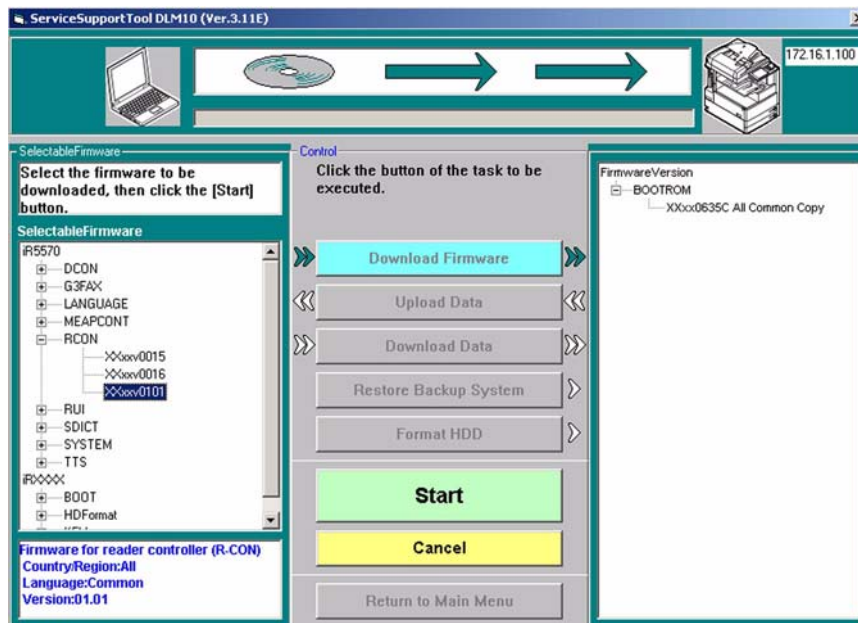 ServiceSupportTool DLM10 (Ver.3.11E)
172.16.1.100
SelectableFirmware
Select the firmware to be
downloaded, then click the [Start]
button.
SelectableFirmware
iR5570
DCON
G3FAX
LANGUAGE
MEAPCONT
RCON
XXxxv0015
XXxxv0016
XXxxv0101
RUI
SDICT
SYSTEM
TTS
iRXXXX
BOOT
HDFormat
Firmware for reader controller (R-CON)
Country/Region:All
Language:Common
Version:01.01
Control
Click the button of the task to be
executed.
Download Firmware
Upload Data
Download Data
Restore Backup System
Format HDD
Start
Cancel
Return to Main Menu
FirmwareVersion
BOOTROM
XXxx0635C All Common Copy